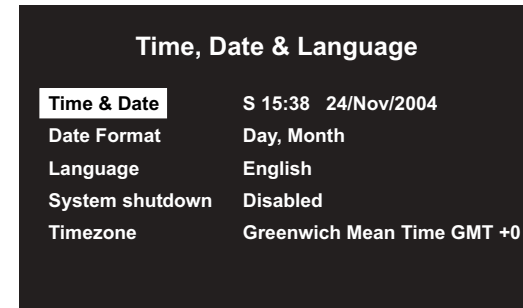 Time, Date & Language
Time & Date S 15:38 24/Nov/2004
Date Format Day, Month
Language English
System shutdown Disabled
Timezone Greenwich Mean Time GMT +0